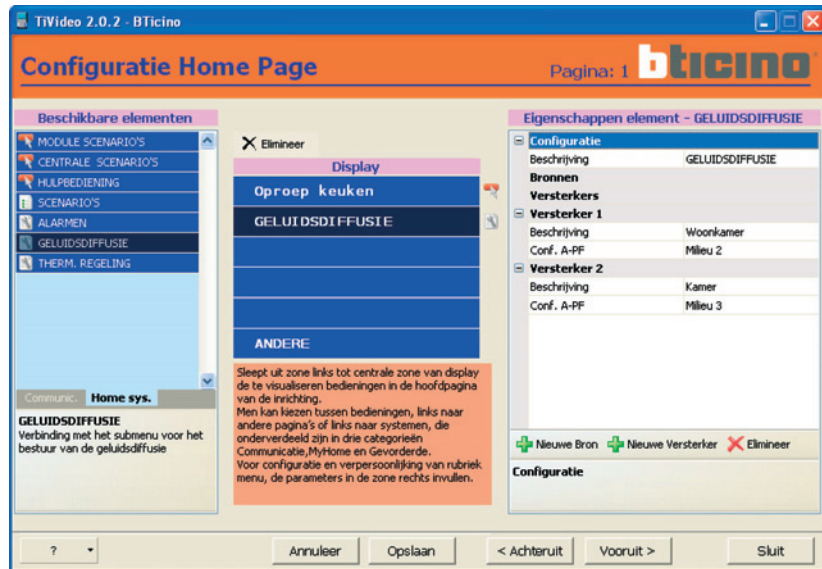 TiVideo 2.0.2 - BTicino
Configuratie Home Page
Pagina: 1
bticino
Beschikbare elementen
MODULE SCENARIO'S
CENTRALE SCENARIO'S
HULPBEDIENING
SCENARIO'S
ALARMEN
GELUIDSDIFFUSIE
THERM. REGELING
Communic.
Home sys.
GELUIDSDIFFUSIE
Verbinding met het submenu voor het
bestuur van de geluidsdiffusie
Elimineer
Display
Oproep keuken
GELUIDSDIFFUSIE
ANDERE
Sleept uit zone links tot centrale zone van display
de te visualiseren bedieningen in de hoofdpagina
van de inrichting.
Men kan kiezen tussen bedieningen, links naar
andere pagina's of links naar systemen, die
onderverdeeld zijn in drie categorieën
Communicatie,MyHome en Gevorderde.
Voor configuratie en verpersoonlijking van rubriek
menu, de parameters in de zone rechts invullen.
Eigenschappen element - GELUIDSDIFFUSIE
Configuratie
Beschrijving GELUIDSDIFFUSIE
Bronnen
Versterkers
Versterker 1
Beschrijving Woonkamer
Conf. A-PF Milieu 2
Versterker 2
Beschrijving Kamer
Conf. A-PF Milieu 3
Nieuwe Bron Nieuwe Versterker Elimineer
Configuratie
? Annuleer Opslaan < Achteruit Vooruit > Sluit